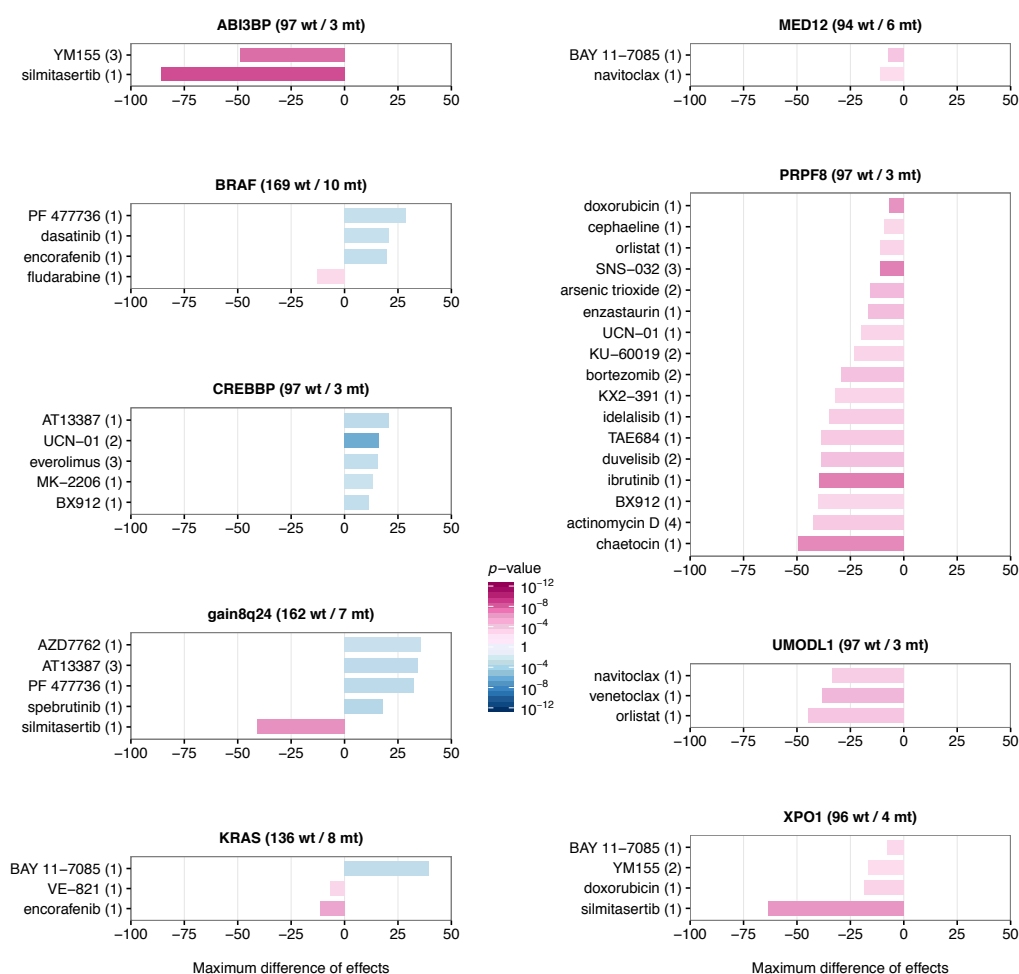 ABI3BP (97 wt / 3 mt)
YM155 (3)
silmitasertib (1)
−100 −75 −50 −25 0 25 50
BRAF (169 wt / 10 mt)
PF 477736 (1)
dasatinib (1)
encorafenib (1)
fludarabine (1)
−100 −75 −50 −25 0 25 50
CREBBP (97 wt / 3 mt)
AT13387 (1)
UCN−01 (2)
everolimus (3)
MK−2206 (1)
BX912 (1)
−100 −75 −50 −25 0 25 50
gain8q24 (162 wt / 7 mt)
AZD7762 (1)
AT13387 (3)
PF 477736 (1)
spebrutinib (1)
silmitasertib (1)
−100 −75 −50 −25 0 25 50
KRAS (136 wt / 8 mt)
BAY 11−7085 (1)
VE−821 (1)
encorafenib (1)
−100 −75 −50 −25 0 25 50
Maximum difference of effects
p−value
10−12
10−8
10−4
1
10−4
10−8
10−12
MED12 (94 wt / 6 mt)
BAY 11−7085 (1)
navitoclax (1)
−100 −75 −50 −25 0 25 50
PRPF8 (97 wt / 3 mt)
doxorubicin (1)
cephaeline (1)
orlistat (1)
SNS−032 (3)
arsenic trioxide (2)
enzastaurin (1)
UCN−01 (1)
KU−60019 (2)
bortezomib (2)
KX2−391 (1)
idelalisib (1)
TAE684 (1)
duvelisib (2)
ibrutinib (1)
BX912 (1)
actinomycin D (4)
chaetocin (1)
−100 −75 −50 −25 0 25 50
UMODL1 (97 wt / 3 mt)
navitoclax (1)
venetoclax (1)
orlistat (1)
−100 −75 −50 −25 0 25 50
XPO1 (96 wt / 4 mt)
BAY 11−7085 (1)
YM155 (2)
doxorubicin (1)
silmitasertib (1)
−100 −75 −50 −25 0 25 50
Maximum difference of effects